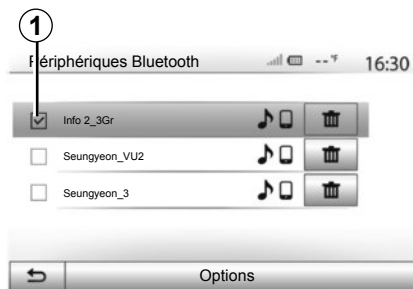 1
Périphériques Bluetooth
--°F
16:30
Info 2_3Gr
Seungyeon_VU2
Seungyeon_3
Options